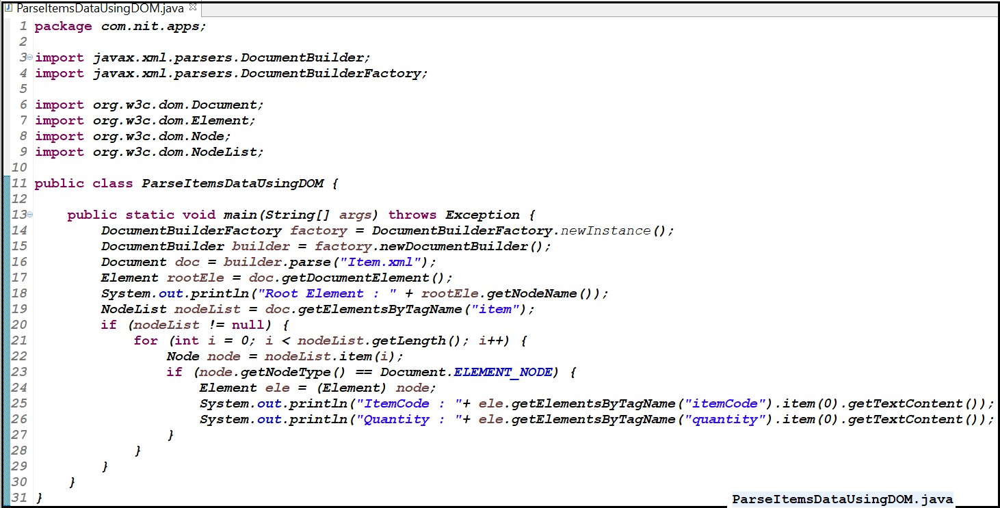 ParseItemsDataUsingDOM.java
1 package com.nit.apps;
2
3 import javax.xml.parsers.DocumentBuilder;
4 import javax.xml.parsers.DocumentBuilderFactory;
5
6 import org.w3c.dom.Document;
7 import org.w3c.dom.Element;
8 import org.w3c.dom.Node;
9 import org.w3c.dom.NodeList;
10
11 public class ParseItemsDataUsingDOM {
12
13     public static void main(String[] args) throws Exception {
14         DocumentBuilderFactory factory = DocumentBuilderFactory.newInstance();
15         DocumentBuilder builder = factory.newDocumentBuilder();
16         Document doc = builder.parse("Item.xml");
17         Element rootEle = doc.getDocumentElement();
18         System.out.println("Root Element : " + rootEle.getNodeName());
19         NodeList nodeList = doc.getElementsByTagName("item");
20         if (nodeList != null) {
21             for (int i = 0; i < nodeList.getLength(); i++) {
22                 Node node = nodeList.item(i);
23                 if (node.getNodeType() == Document.ELEMENT_NODE) {
24                     Element ele = (Element) node;
25                     System.out.println("ItemCode : "+ ele.getElementsByTagName("itemCode").item(0).getTextContent());
26                     System.out.println("Quantity : "+ ele.getElementsByTagName("quantity").item(0).getTextContent());
27                 }
28             }
29         }
30     }
31 }
ParseItemsDataUsingDOM.java